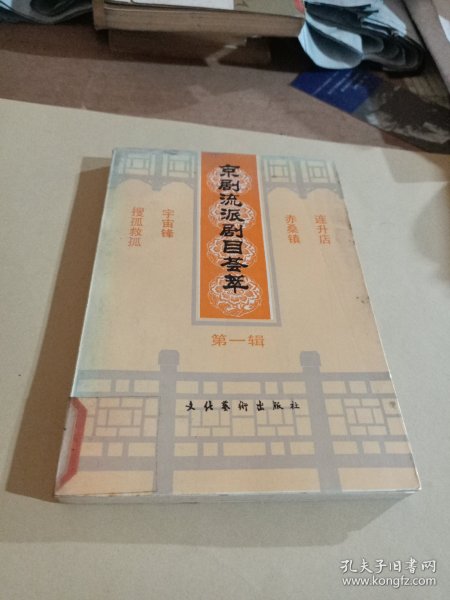 京剧流派剧目荟萃
连升店
赤桑镇
宇宙锋
搜孤救孤
第一辑
文化艺术出版社
孔夫子旧书网
www.kongfz.com